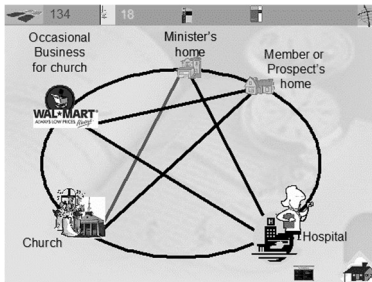 134
18
Occasional
Business
for church
Minister's
home
Member or
Prospect's
home
WAL★MART
ALWAYS LOW PRICES
Church
Hospital